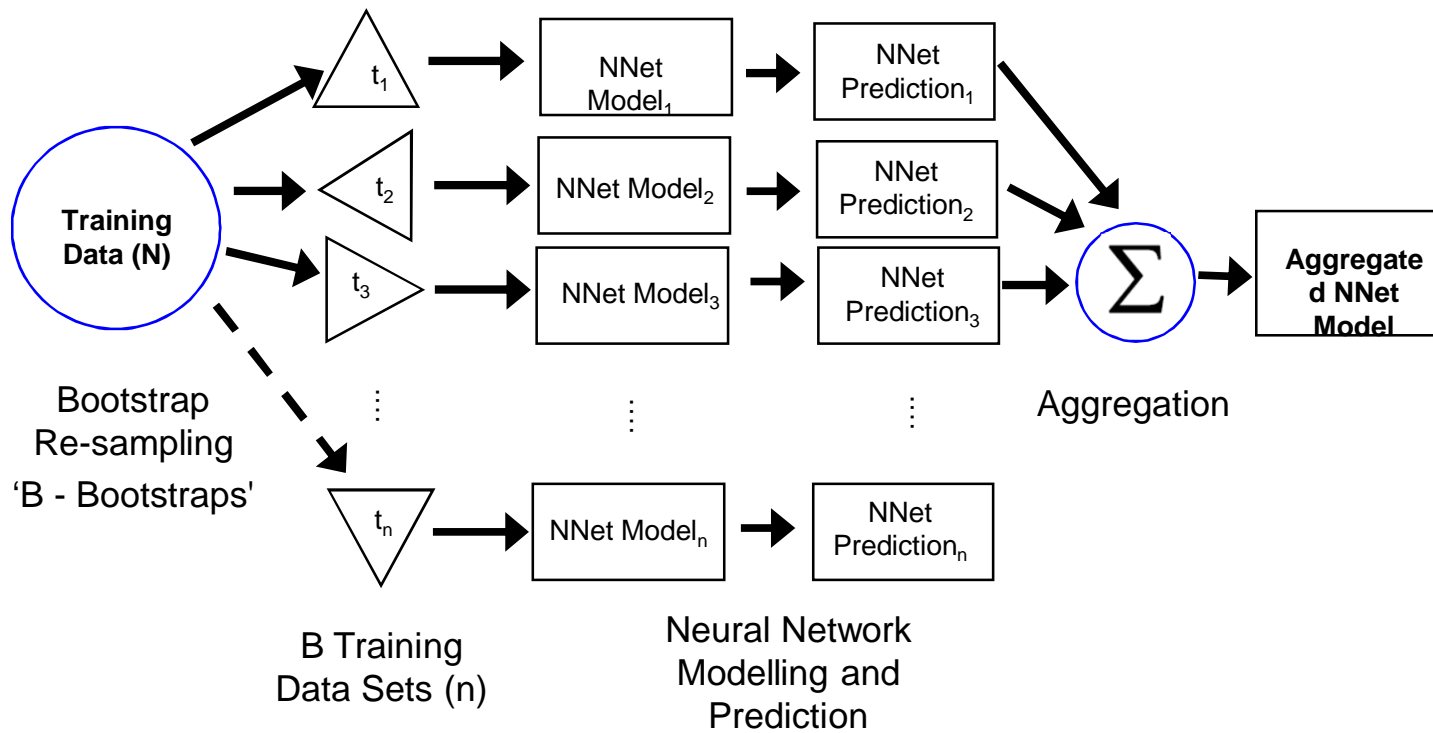 t₁
NNet
Model₁
NNet
Prediction₁
Training
Data (N)
t₂
NNet Model₂
NNet
Prediction₂
t₃
NNet Model₃
NNet
Prediction₃
Σ
Aggregate
d NNet
Model
Bootstrap
Re-sampling
‘B - Bootstraps'
Aggregation
tₙ
NNet Modelₙ
NNet
Predictionₙ
B Training
Data Sets (n)
Neural Network
Modelling and
Prediction